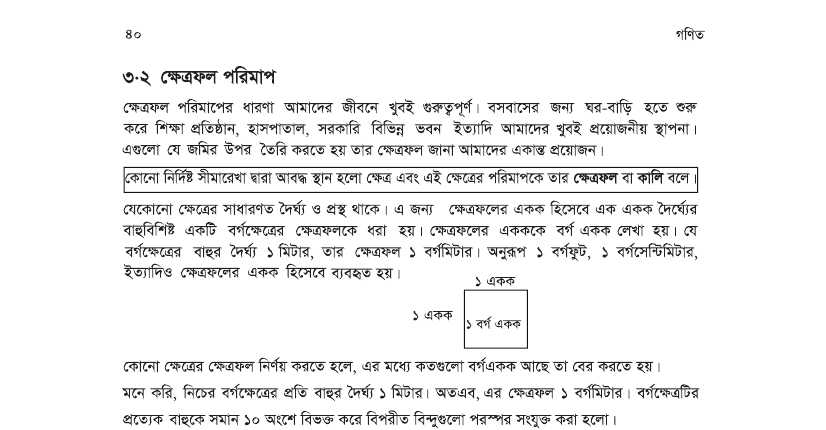 ৪০ গণিত
৩·২ ক্ষেত্রফল পরিমাপ
ক্ষেত্রফল পরিমাপের ধারণা আমাদের জীবনে খুবই গুরুত্বপূর্ণ। বসবাসের জন্য ঘর-বাড়ি হতে শুরু
করে শিক্ষা প্রতিষ্ঠান, হাসপাতাল, সরকারি বিভিন্ন ভবন ইত্যাদি আমাদের খুবই প্রয়োজনীয় স্থাপনা।
এগুলো যে জমির উপর তৈরি করতে হয় তার ক্ষেত্রফল জানা আমাদের একান্ত প্রয়োজন।
কোনো নির্দিষ্ট সীমারেখা দ্বারা আবদ্ধ স্থান হলো ক্ষেত্র এবং এই ক্ষেত্রের পরিমাপকে তার ক্ষেত্রফল বা কালি বলে।
যেকোনো ক্ষেত্রের সাধারণত দৈর্ঘ্য ও প্রস্থ থাকে। এ জন্য ক্ষেত্রফলের একক হিসেবে এক একক দৈর্ঘ্যের
বাহুবিশিষ্ট একটি বর্গক্ষেত্রের ক্ষেত্রফলকে ধরা হয়। ক্ষেত্রফলের একককে বর্গ একক লেখা হয়। যে
বর্গক্ষেত্রের বাহুর দৈর্ঘ্য ১ মিটার, তার ক্ষেত্রফল ১ বর্গমিটার। অনুরূপ ১ বর্গফুট, ১ বর্গসেন্টিমিটার,
ইত্যাদিও ক্ষেত্রফলের একক হিসেবে ব্যবহৃত হয়।
১ একক
১ একক
১ বর্গ একক
কোনো ক্ষেত্রের ক্ষেত্রফল নির্ণয় করতে হলে, এর মধ্যে কতগুলো বর্গএকক আছে তা বের করতে হয়।
মনে করি, নিচের বর্গক্ষেত্রের প্রতি বাহুর দৈর্ঘ্য ১ মিটার। অতএব, এর ক্ষেত্রফল ১ বর্গমিটার। বর্গক্ষেত্রটির
প্রত্যেক বাহুকে সমান ১০ অংশে বিভক্ত করে বিপরীত বিন্দুগুলো পরস্পর সংযুক্ত করা হলো।